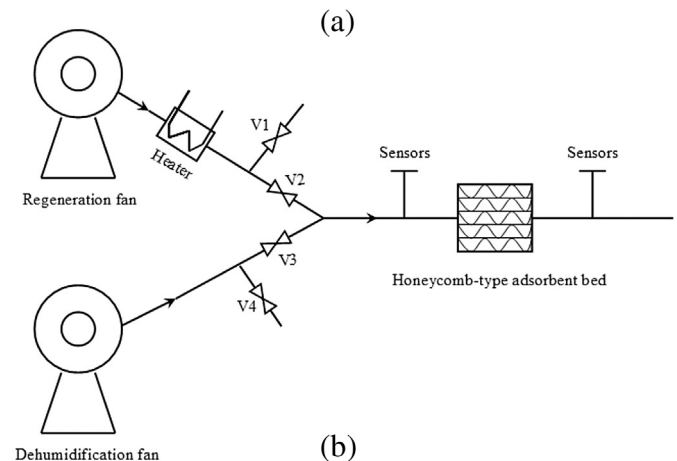 (a)
V1
Heater
V2
Regeneration fan
Sensors
Sensors
V3
V4
Honeycomb-type adsorbent bed
Dehumidification fan
(b)